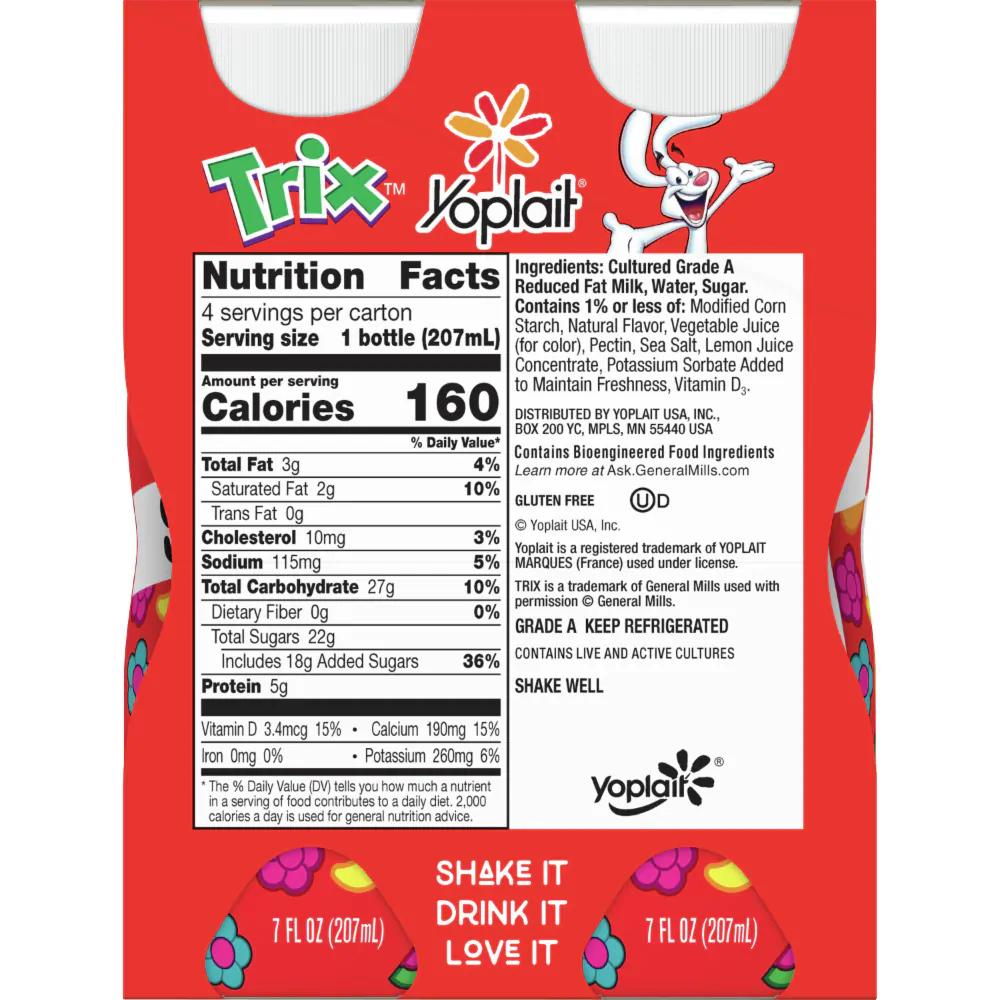 Trix™
Yoplait®
Nutrition Facts
4 servings per carton
Serving size 1 bottle (207mL)
Amount per serving
Calories 160
% Daily Value*
Total Fat 3g 4%
Saturated Fat 2g 10%
Trans Fat 0g
Cholesterol 10mg 3%
Sodium 115mg 5%
Total Carbohydrate 27g 10%
Dietary Fiber 0g 0%
Total Sugars 22g
Includes 18g Added Sugars 36%
Protein 5g
Vitamin D 3.4mcg 15% • Calcium 190mg 15%
Iron 0mg 0% • Potassium 260mg 6%
* The % Daily Value (DV) tells you how much a nutrient
in a serving of food contributes to a daily diet. 2,000
calories a day is used for general nutrition advice.
Ingredients: Cultured Grade A
Reduced Fat Milk, Water, Sugar.
Contains 1% or less of: Modified Corn
Starch, Natural Flavor, Vegetable Juice
(for color), Pectin, Sea Salt, Lemon Juice
Concentrate, Potassium Sorbate Added
to Maintain Freshness, Vitamin D₃.
DISTRIBUTED BY YOPLAIT USA, INC.,
BOX 200 YC, MPLS, MN 55440 USA
Contains Bioengineered Food Ingredients
Learn more at Ask.GeneralMills.com
GLUTEN FREE Ⓤ D
© Yoplait USA, Inc.
Yoplait is a registered trademark of YOPLAIT
MARQUES (France) used under license.
TRIX is a trademark of General Mills used with
permission © General Mills.
GRADE A KEEP REFRIGERATED
CONTAINS LIVE AND ACTIVE CULTURES
SHAKE WELL
yoplait®
SHAKE IT
DRINK IT
LOVE IT
7 FL OZ (207mL)
7 FL OZ (207mL)